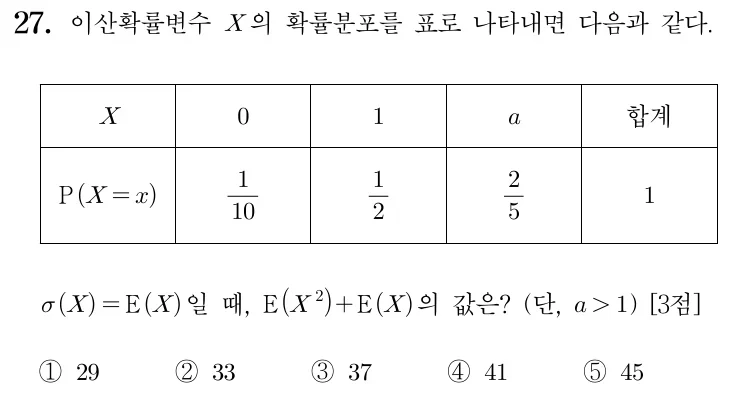 27. 이산확률변수 X의 확률분포를 표로 나타내면 다음과 같다.
X 0 1 a 합계
P(X=x) 1/10 1/2 2/5 1
σ(X)=E(X)일 때, E(X²)+E(X)의 값은? (단, a>1) [3점]
① 29 ② 33 ③ 37 ④ 41 ⑤ 45